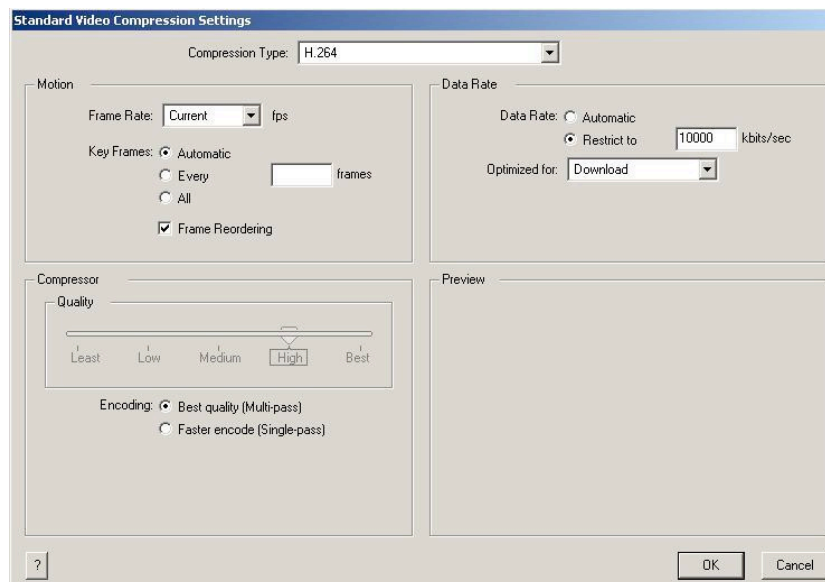 Standard Video Compression Settings
Compression Type: H.264
Motion
Frame Rate: Current fps
Key Frames: Automatic
Every frames
All
Frame Reordering
Data Rate
Data Rate: Automatic
Restrict to 10000 kbits/sec
Optimized for: Download
Compressor
Quality
Least Low Medium High Best
Encoding: Best quality (Multi-pass)
Faster encode (Single-pass)
Preview
?
OK Cancel